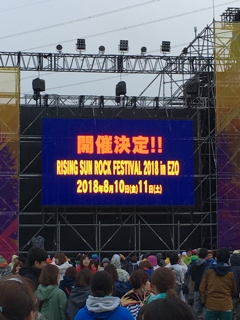 開催決定!!
RISING SUN ROCK FESTIVAL 2018 in EZO
2018年8月10日(金)11日(土)